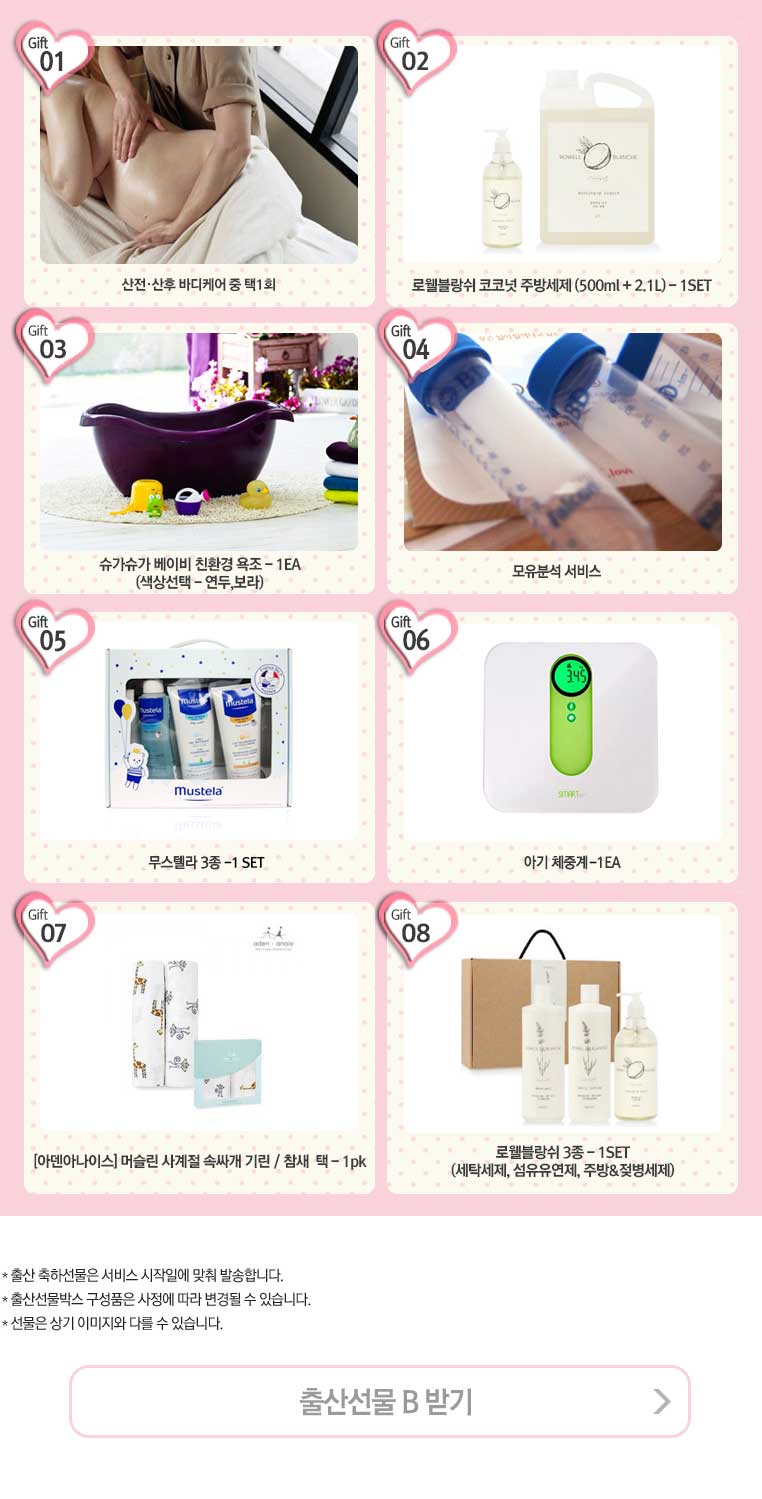 Gift
01
Gift
02
ROWELL BLANCHE
산전·산후 바디케어 중 택1회
로웰블랑쉬 코코넛 주방세제 (500ml + 2.1L) - 1SET
Gift
03
Gift
04
슈가슈가 베이비 친환경 욕조 - 1EA
(색상선택 - 연두,보라)
모유분석 서비스
Gift
05
Gift
06
mustela
mustela
mustela
mustela
3.45
SMART
무스텔라 3종 -1 SET
아기 체중계-1EA
Gift
07
Gift
08
aden + anais
[아덴아나이스] 머슬린 사계절 속싸개 기린 / 참새 택 - 1pk
로웰블랑쉬 3종 - 1SET
(세탁세제, 섬유유연제, 주방&젖병세제)
* 출산 축하선물은 서비스 시작일에 맞춰 발송합니다.
* 출산선물박스 구성품은 사정에 따라 변경될 수 있습니다.
* 선물은 상기 이미지와 다를 수 있습니다.
출산선물 B 받기